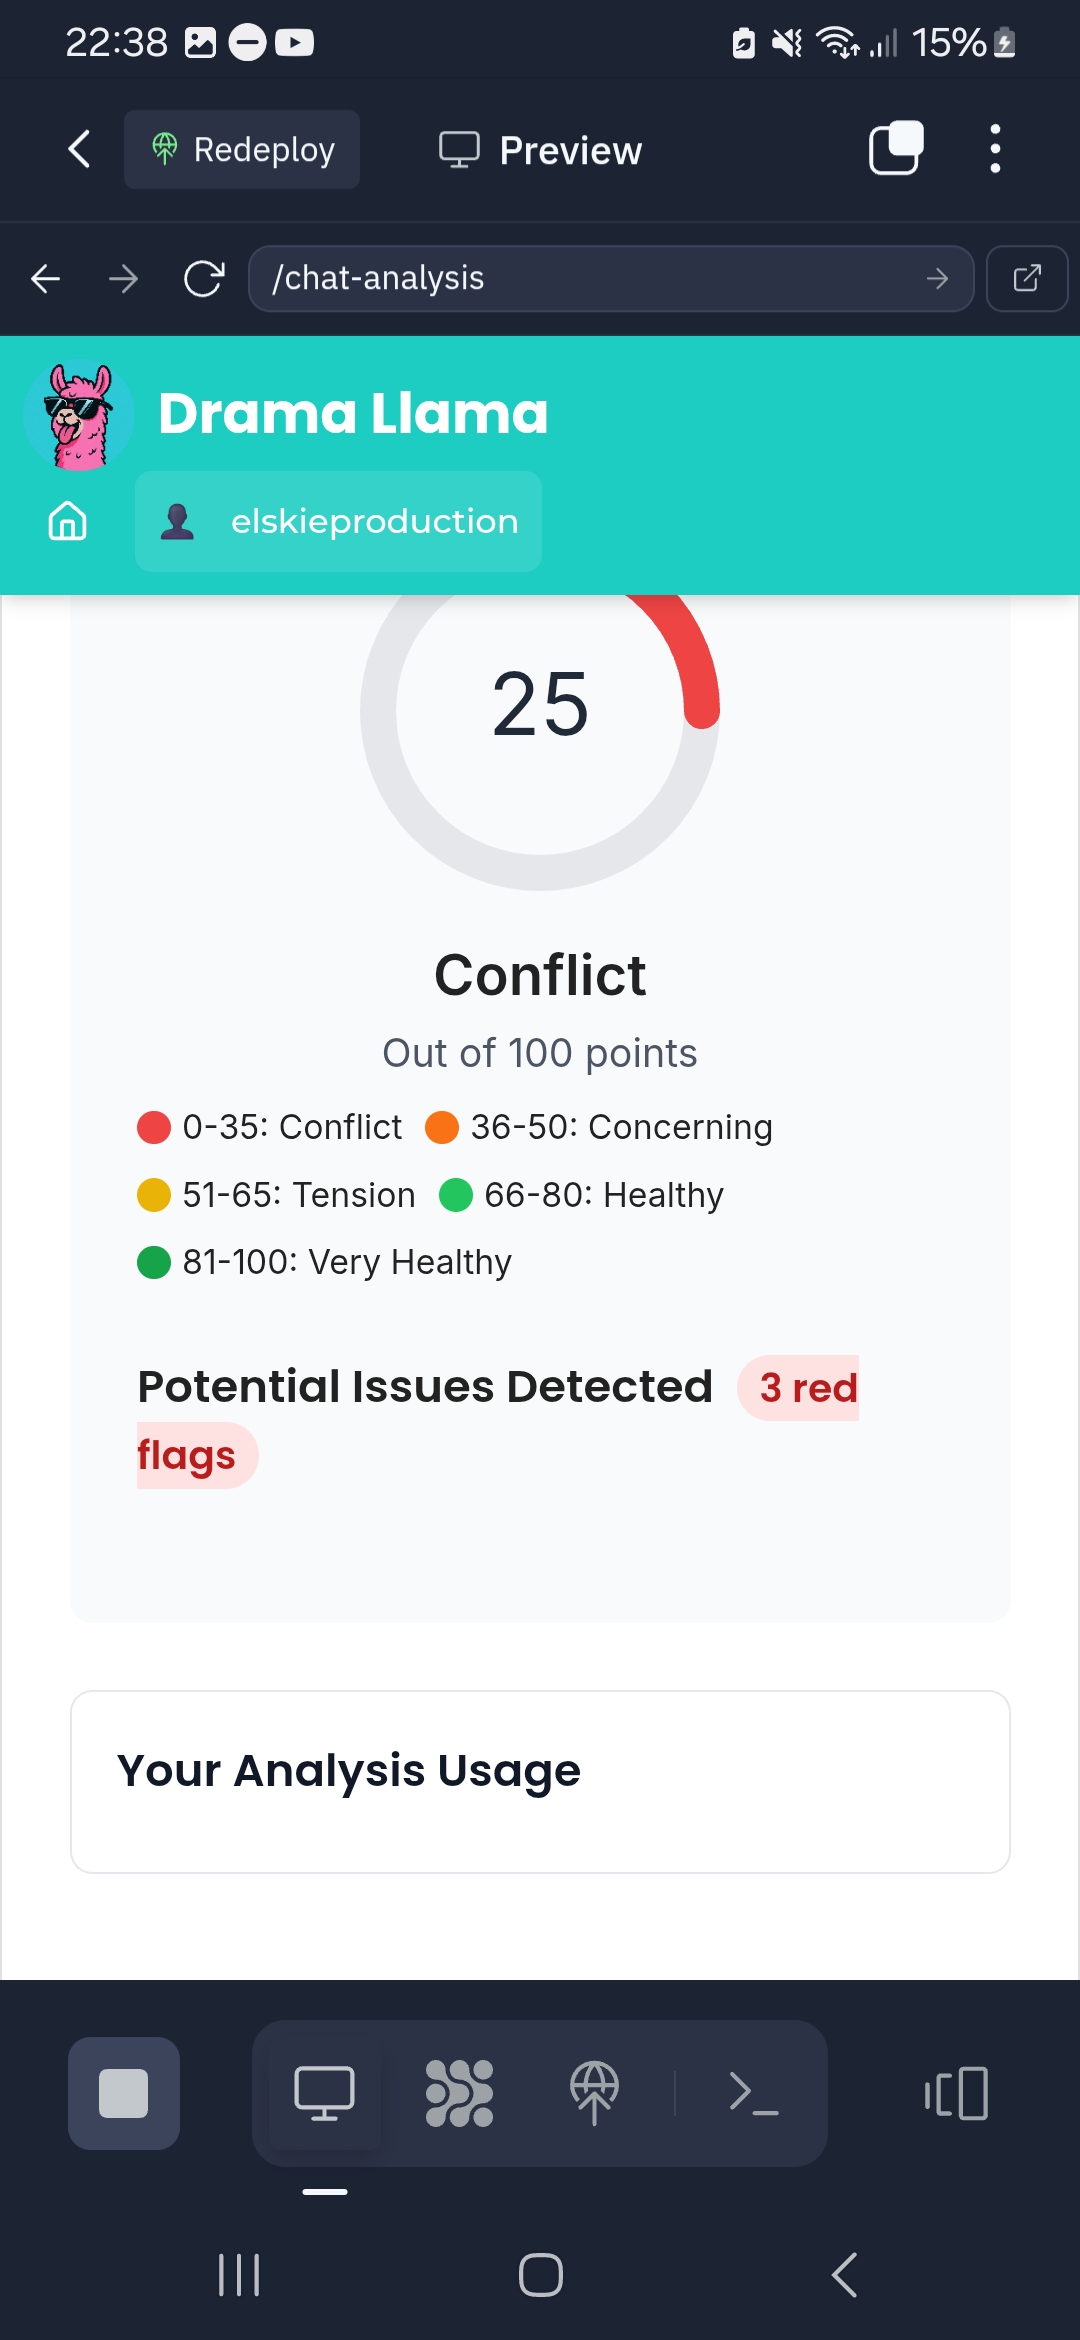 22:38
15%
Redeploy
Preview
/chat-analysis
Drama Llama
elskieproduction
25
Conflict
Out of 100 points
0-35: Conflict 36-50: Concerning
51-65: Tension 66-80: Healthy
81-100: Very Healthy
Potential Issues Detected 3 red
flags
Your Analysis Usage